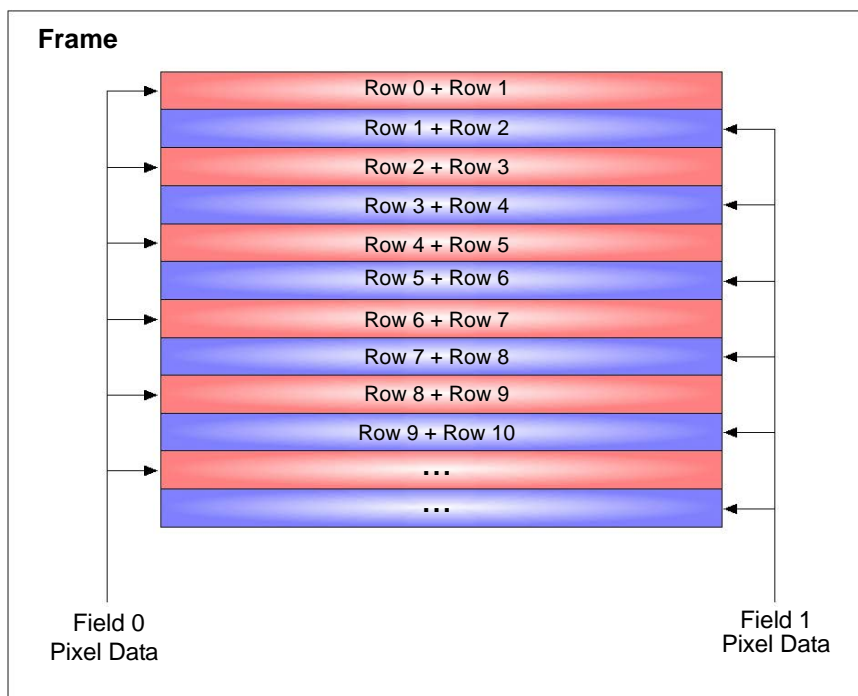 Frame
Row 0 + Row 1
Row 1 + Row 2
Row 2 + Row 3
Row 3 + Row 4
Row 4 + Row 5
Row 5 + Row 6
Row 6 + Row 7
Row 7 + Row 8
Row 8 + Row 9
Row 9 + Row 10
...
...
Field 0
Pixel Data
Field 1
Pixel Data